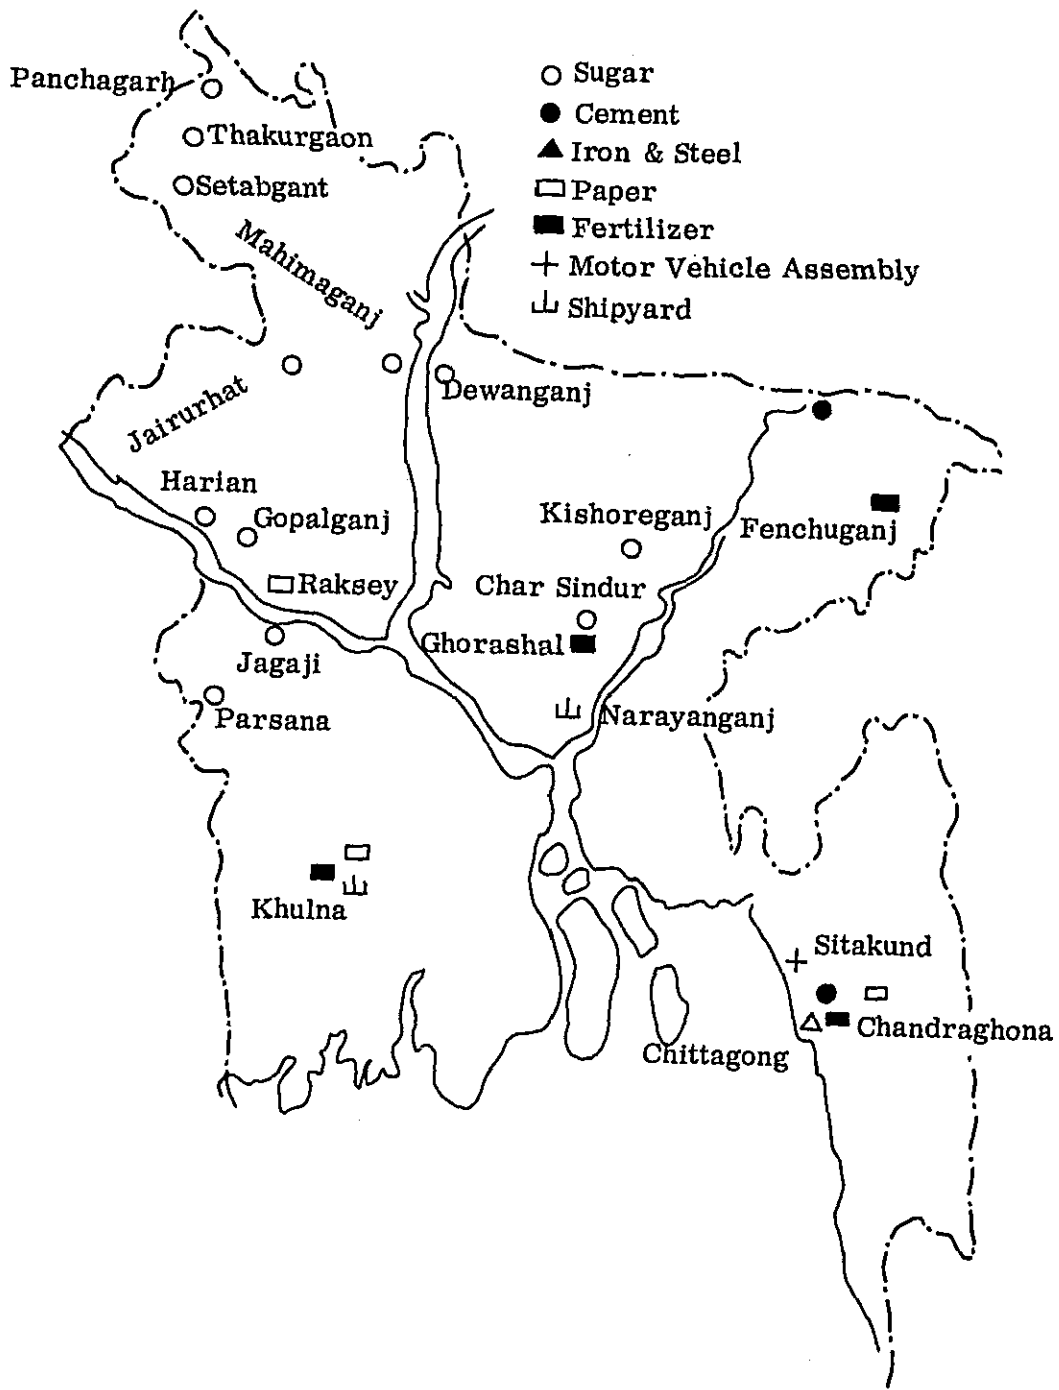 Panchagarh
Thakurgaon
Setabgant
Mahimaganj
Sugar
Cement
Iron & Steel
Paper
Fertilizer
Motor Vehicle Assembly
Shipyard
Dewanganj
Jairurhat
Harian
Gopalganj
Kishoreganj
Fenchuganj
Raksey
Char Sindur
Ghorashal
Jagaji
Parsana
Narayanganj
Khulna
Sitakund
Chandraghona
Chittagong